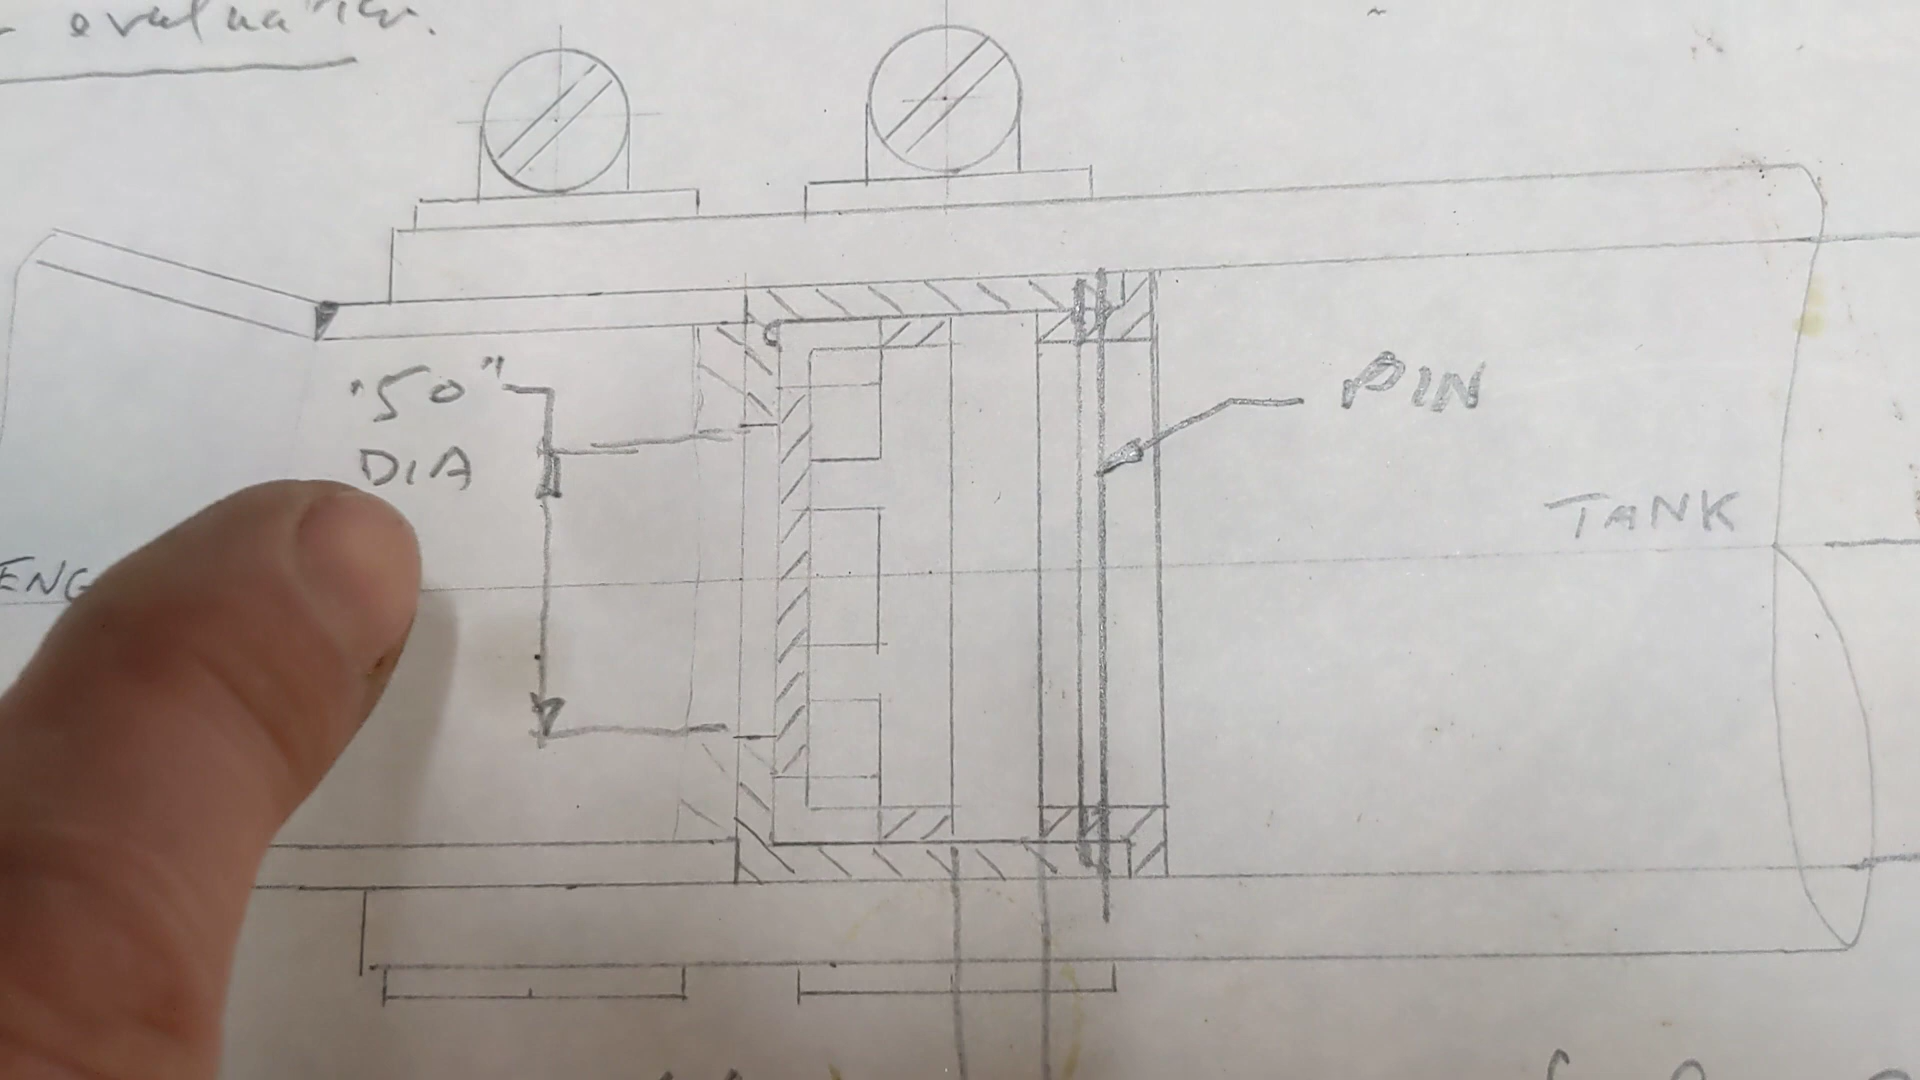 evaluation.
.50"
DIA
PIN
TANK
ENG